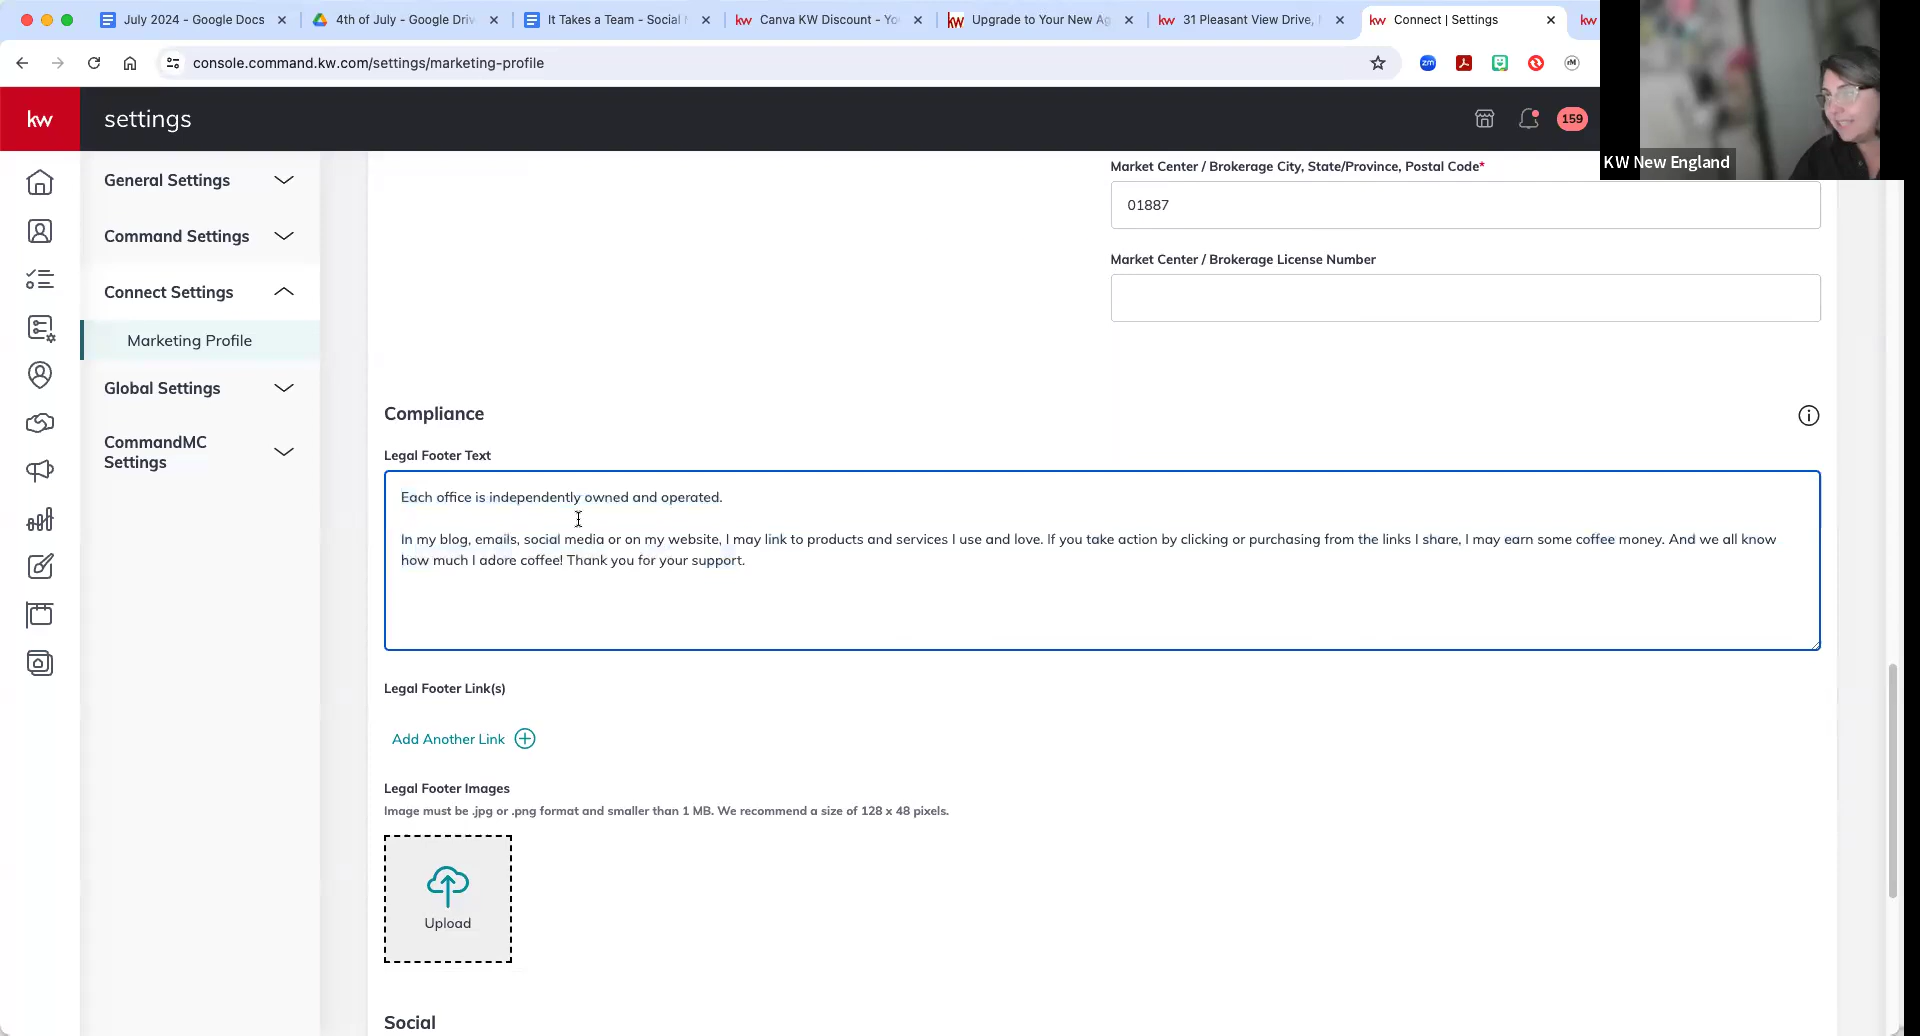 July 2024 - Google Docs
4th of July - Google Driv
It Takes a Team - Social
kw Canva KW Discount - Yo
kw Upgrade to Your New Ag
kw 31 Pleasant View Drive,
kw Connect | Settings
kw
console.command.kw.com/settings/marketing-profile
zm
rM
kw
settings
159
KW New England
General Settings
Command Settings
Connect Settings
Marketing Profile
Global Settings
CommandMC
Settings
Market Center / Brokerage City, State/Province, Postal Code*
01887
Market Center / Brokerage License Number
Compliance
Legal Footer Text
Each office is independently owned and operated.
In my blog, emails, social media or on my website, I may link to products and services I use and love. If you take action by clicking or purchasing from the links I share, I may earn some coffee money. And we all know
how much I adore coffee! Thank you for your support.
Legal Footer Link(s)
Add Another Link
Legal Footer Images
Image must be .jpg or .png format and smaller than 1 MB. We recommend a size of 128 x 48 pixels.
Upload
Social